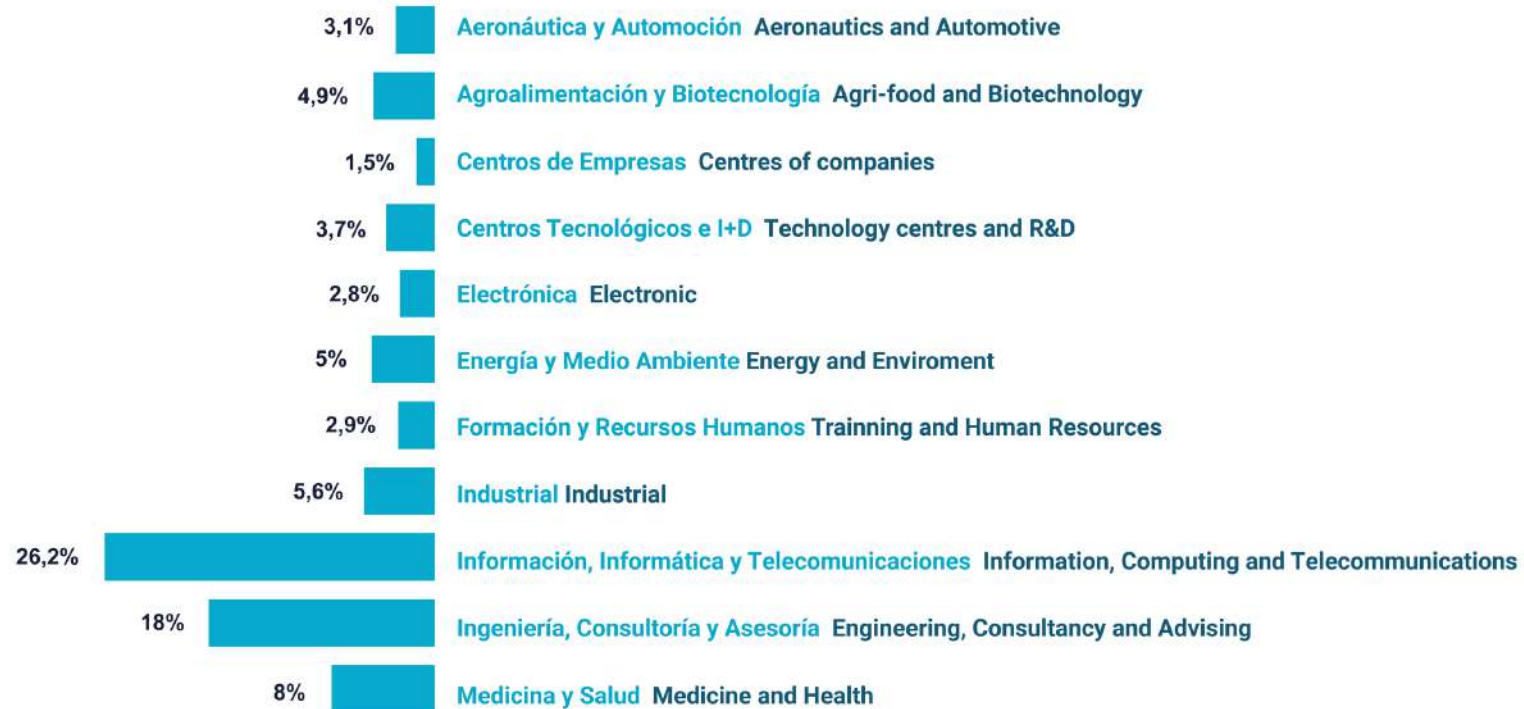 3,1% Aeronáutica y Automoción Aeronautics and Automotive
4,9% Agroalimentación y Biotecnología Agri-food and Biotechnology
1,5% Centros de Empresas Centres of companies
3,7% Centros Tecnológicos e I+D Technology centres and R&D
2,8% Electrónica Electronic
5% Energía y Medio Ambiente Energy and Enviroment
2,9% Formación y Recursos Humanos Trainning and Human Resources
5,6% Industrial Industrial
26,2% Información, Informática y Telecomunicaciones Information, Computing and Telecommunications
18% Ingeniería, Consultoría y Asesoría Engineering, Consultancy and Advising
8% Medicina y Salud Medicine and Health